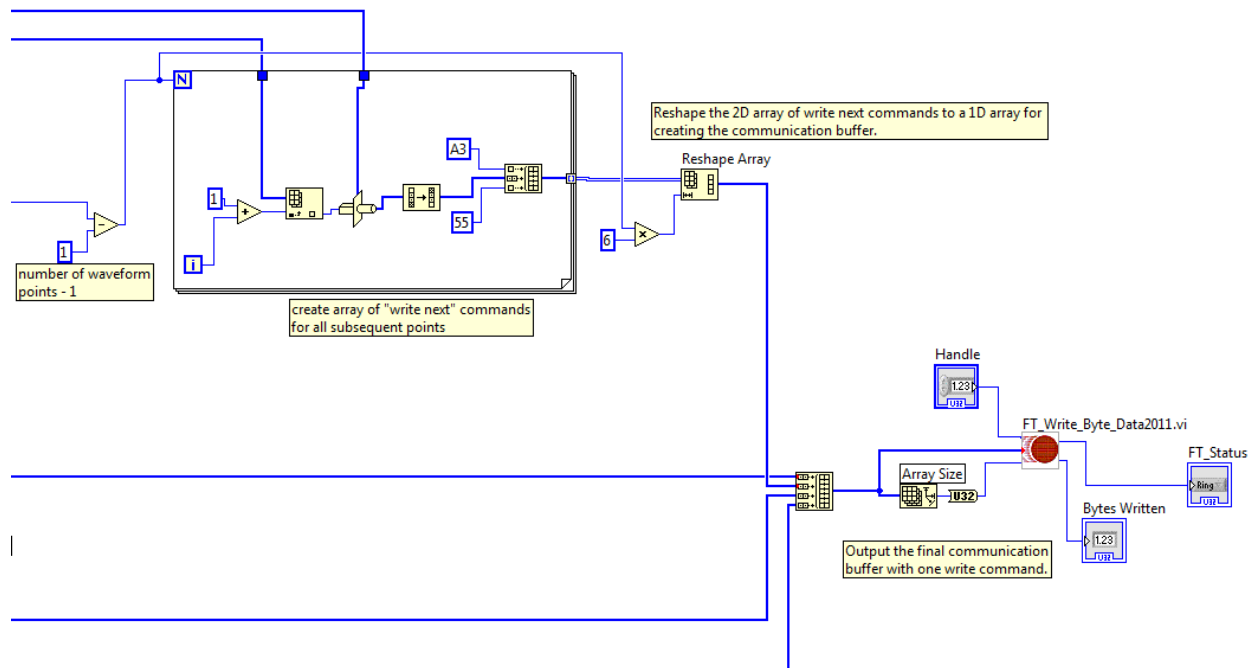 N
Reshape the 2D array of write next commands to a 1D array for
creating the communication buffer.
A3
Reshape Array
1
+
55
-
1
i
6
x
number of waveform
points - 1
create array of "write next" commands
for all subsequent points
Handle
1.23
U32
FT_Write_Byte_Data2011.vi
FT_Status
Array Size
Ring
U32
U32
Bytes Written
1.23
U32
Output the final communication
buffer with one write command.